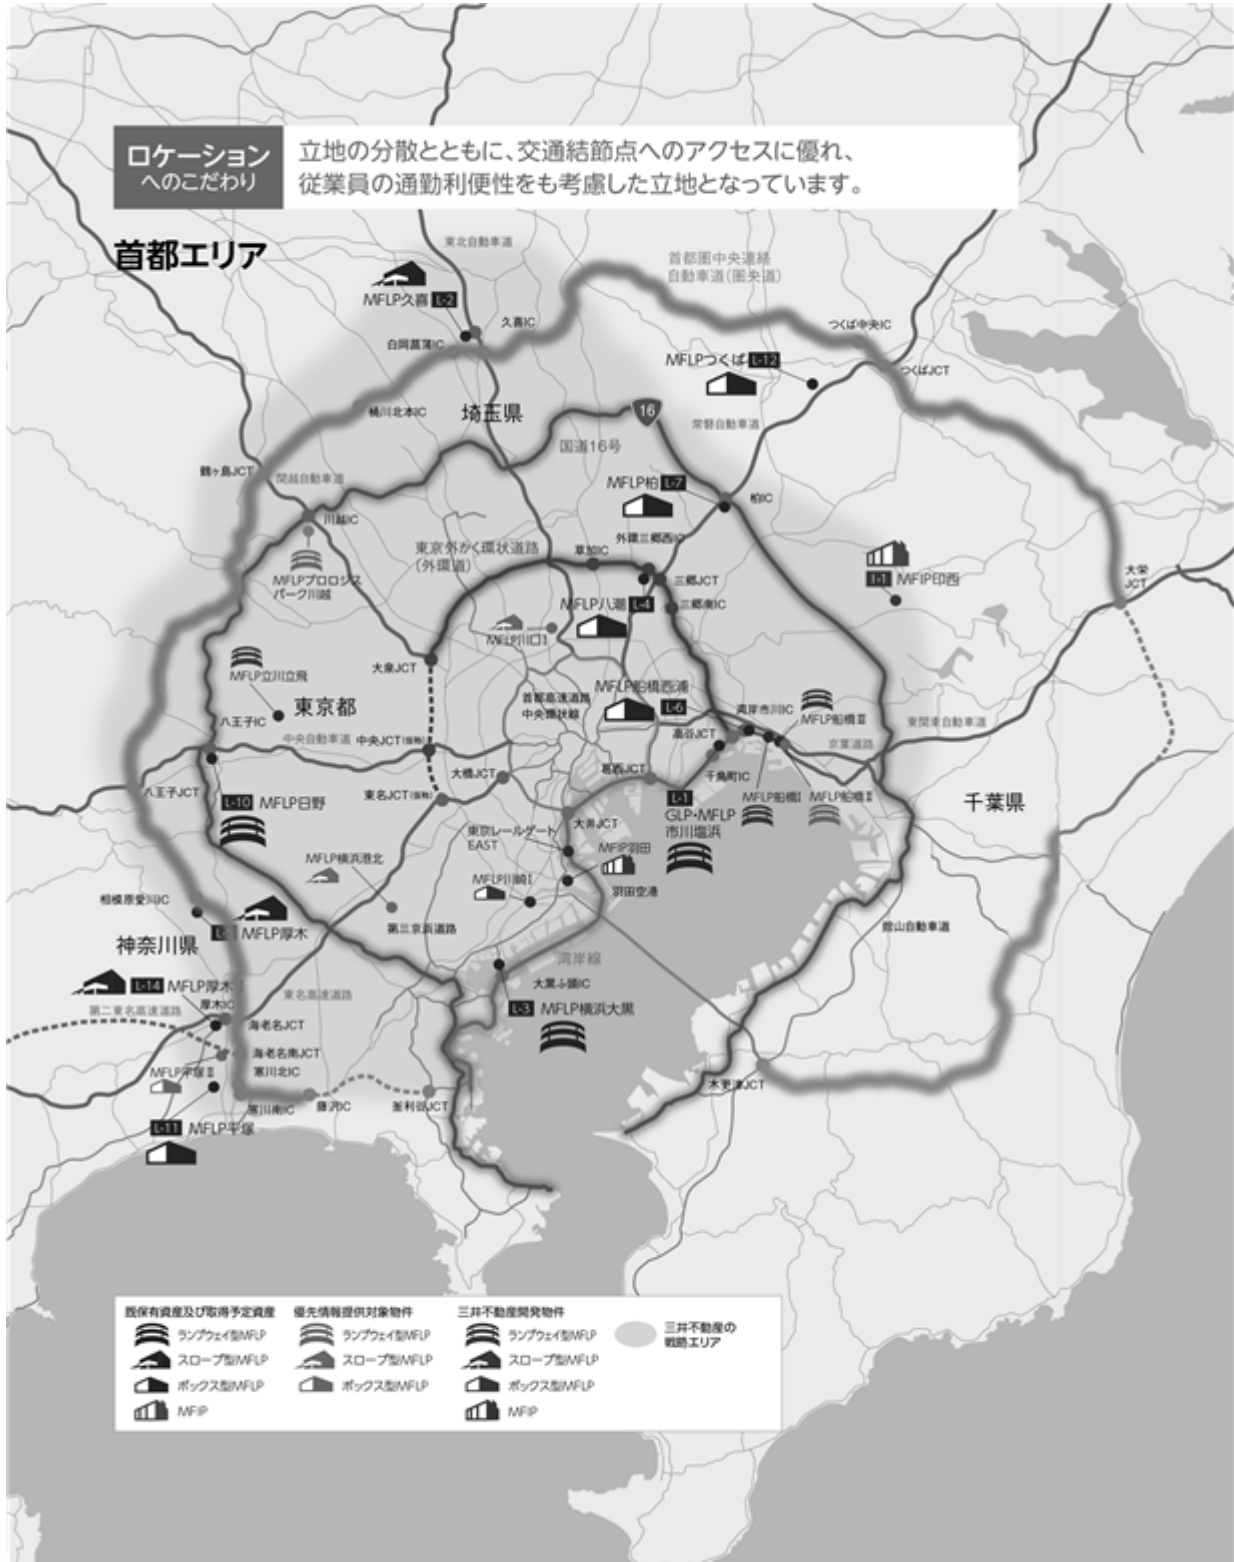 ロケーション
へのこだわり
立地の分散とともに、交通結節点へのアクセスに優れ、
従業員の通勤利便性をも考慮した立地となっています。
首都エリア
東北自動車道
首都圏中央連絡
自動車道(圏央道)
MFLP久喜 L-2
久喜IC
白岡菖蒲IC
つくば中央IC
MFLPつくば L-12
つくばJCT
桶川北本IC
埼玉県
16
常磐自動車道
国道16号
鶴ヶ島JCT
関越自動車道
MFLP柏 L-7
柏IC
川越IC
外環三郷西IC
東京外かく環状道路
(外環道)
草加IC
MFLPプロロジス
パーク川越
三郷JCT
L-1 MFIP印西
大栄
JCT
MFLP八潮 L-4
三郷南IC
MFLP川口I
大泉JCT
MFLP立川立飛
東京都
首都高速道路
中央環状線
MFLP船橋西浦
L-6
湾岸市川IC
MFLP船橋Ⅲ
東関東自動車道
八王子IC
中央自動車道
中央JCT(仮称)
高谷JCT
京葉道路
大橋JCT
葛西JCT
千鳥町IC
八王子JCT
東名JCT(仮称)
L-10 MFLP日野
L-1
GLP・MFLP
市川塩浜
MFLP船橋I
MFLP船橋Ⅱ
千葉県
大井JCT
東京レールゲート
EAST
MFIP羽田
MFLP横浜港北
MFLP川崎I
羽田空港
相模原愛川IC
MFLP厚木
第三京浜道路
館山自動車道
神奈川県
湾岸線
L-14 MFLP厚木Ⅱ
大黒ふ頭IC
第二東名高速道路
厚木IC
東名高速道路
L-3 MFLP横浜大黒
海老名JCT
海老名南JCT
MFLP平塚Ⅱ
寒川北IC
木更津JCT
寒川南IC
藤沢IC
釜利谷JCT
L-11 MFLP平塚
既保有資産及び取得予定資産
ランプウェイ型MFLP
スロープ型MFLP
ボックス型MFLP
MFIP
優先情報提供対象物件
ランプウェイ型MFLP
スロープ型MFLP
ボックス型MFLP
三井不動産開発物件
ランプウェイ型MFLP
スロープ型MFLP
ボックス型MFLP
MFIP
三井不動産の
戦略エリア